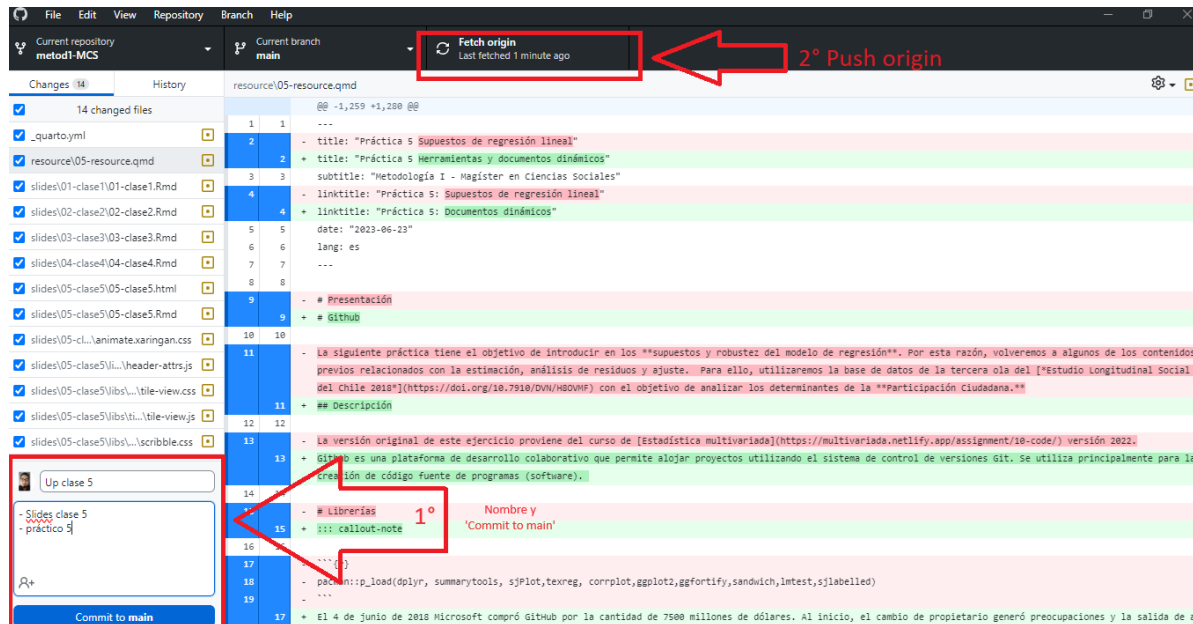 File Edit View Repository Branch Help
Current repository
metod1-MCS
Current branch
main
Fetch origin
Last fetched 1 minute ago
2° Push origin
Changes 14 History
14 changed files
_quarto.yml
resource\05-resource.qmd
slides\01-clase1\01-clase1.Rmd
slides\02-clase2\02-clase2.Rmd
slides\03-clase3\03-clase3.Rmd
slides\04-clase4\04-clase4.Rmd
slides\05-clase5\05-clase5.html
slides\05-clase5\05-clase5.Rmd
slides\05-cl...\animate.xaringan.css
slides\05-clase5\li...\header-attrs.js
slides\05-clase5\libs\...\tile-view.css
slides\05-clase5\libs\ti...\tile-view.js
slides\05-clase5\libs\...\scribble.css
Up clase 5
- Slides clase 5
- práctico 5
Commit to main
1°
Nombre y
'Commit to main'
resource\05-resource.qmd
@@ -1,259 +1,280 @@
1 1 ---
2 - title: "Práctica 5 Supuestos de regresión lineal"
2 + title: "Práctica 5 Herramientas y documentos dinámicos"
3 3 subtitle: "Metodología I - Magíster en Ciencias Sociales"
4 - linktitle: "Práctica 5: Supuestos de regresión lineal"
4 + linktitle: "Práctica 5: Documentos dinámicos"
5 5 date: "2023-06-23"
6 6 lang: es
7 7 ---
8 8
9 - # Presentación
9 + # Github
10 10
11 - La siguiente práctica tiene el objetivo de introducir en los **supuestos y robustez del modelo de regresión**. Por esta razón, volveremos a algunos de los contenidos
previos relacionados con la estimación, análisis de residuos y ajuste. Para ello, utilizaremos la base de datos de la tercera ola del [*Estudio Longitudinal Social
del Chile 2018*](https://doi.org/10.7910/DVN/H8OVMF) con el objetivo de analizar los determinantes de la **Participación Ciudadana.**
11 + ## Descripción
12 12
13 - La versión original de este ejercicio proviene del curso de [Estadística multivariada](https://multivariada.netlify.app/assignment/10-code/) versión 2022.
13 + Github es una plataforma de desarrollo colaborativo que permite alojar proyectos utilizando el sistema de control de versiones Git. Se utiliza principalmente para la
creación de código fuente de programas (software).
14 14
- # Librerías
15 + ::: callout-note
16
17 - ```{r}
18 - pacman::p_load(dplyr, summarytools, sjPlot,texreg, corrplot,ggplot2,ggfortify,sandwich,lmtest,sjlabelled)
19 - ```
17 + El 4 de junio de 2018 Microsoft compró GitHub por la cantidad de 7500 millones de dólares. Al inicio, el cambio de propietario generó preocupaciones y la salida de